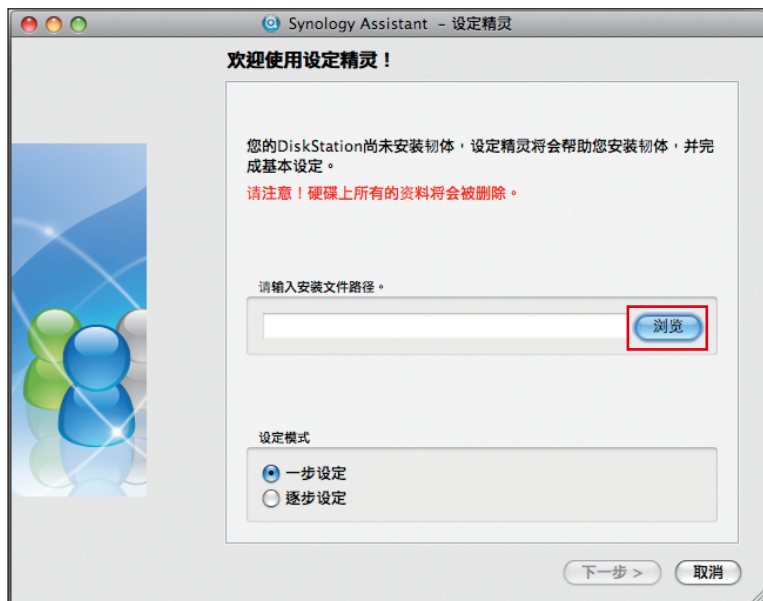 Synology Assistant - 设定精灵
欢迎使用设定精灵！
您的DiskStation尚未安装韧体，设定精灵将会帮助您安装韧体，并完
成基本设定。
请注意！硬碟上所有的资料将会被删除。
请输入安装文件路径。
浏览
设定模式
一步设定
逐步设定
下一步 >
取消